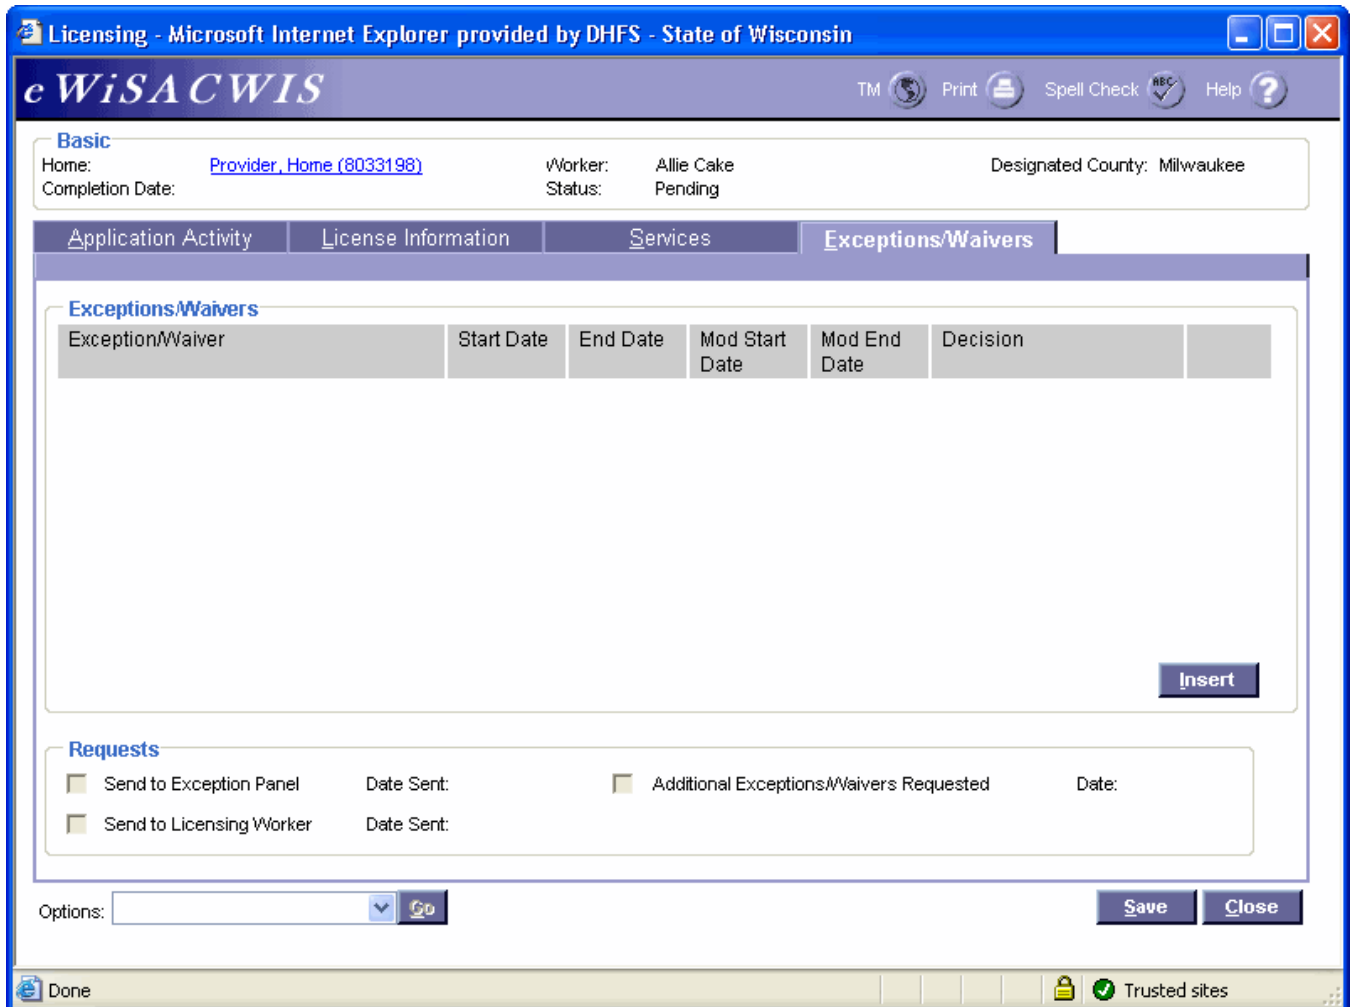 Licensing - Microsoft Internet Explorer provided by DHFS - State of Wisconsin
e WiSACWIS TM Print Spell Check ABC Help ?
Basic
Home: Provider, Home (8033198) Worker: Allie Cake Designated County: Milwaukee
Completion Date: Status: Pending
Application Activity License Information Services Exceptions/Waivers
Exceptions/Waivers
Exception/Waiver Start Date End Date Mod Start Date Mod End Date Decision
Insert
Requests
Send to Exception Panel Date Sent: Additional Exceptions/Waivers Requested Date:
Send to Licensing Worker Date Sent:
Options: Go Save Close
Done Trusted sites